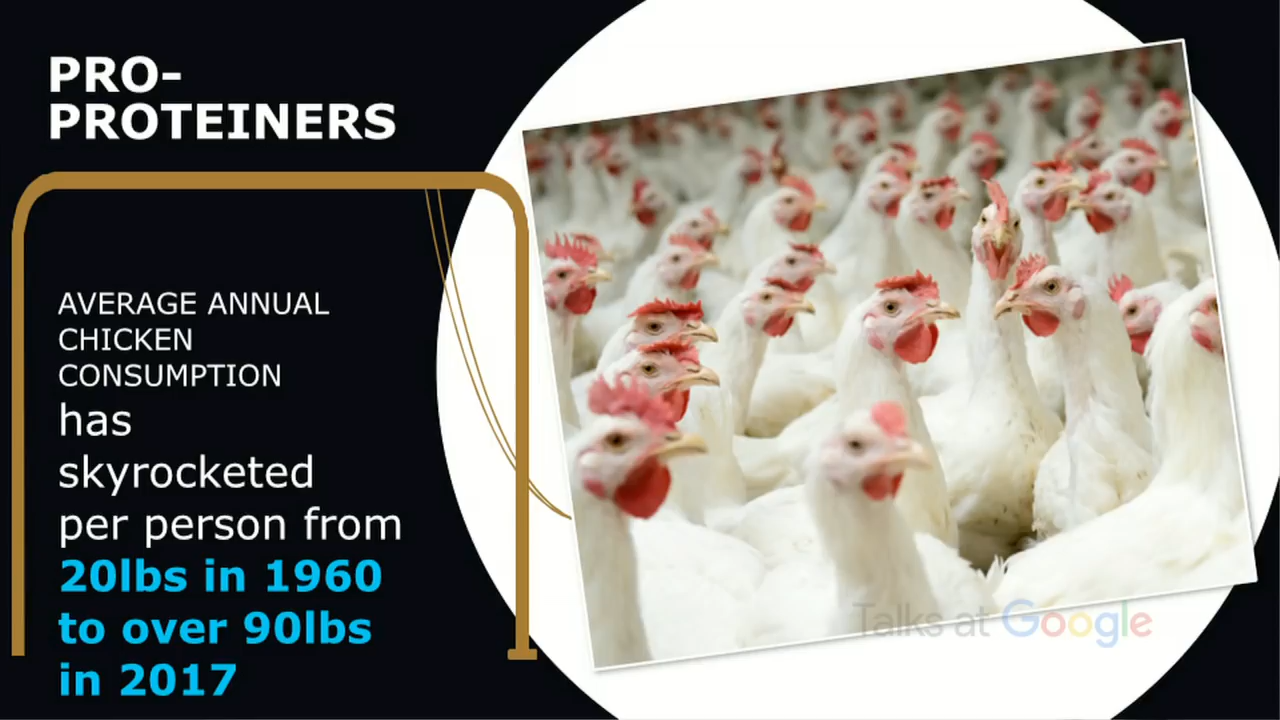 PRO-
PROTEINERS
AVERAGE ANNUAL
CHICKEN
CONSUMPTION
has
skyrocketed
per person from
20lbs in 1960
to over 90lbs
in 2017
Talks at Google